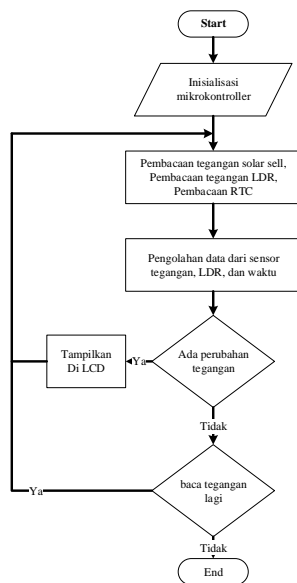 Start
Inisialisasi
mikrokontroller
Pembacaan tegangan solar sell,
Pembacaan tegangan LDR,
Pembacaan RTC
Pengolahan data dari sensor
tegangan, LDR, dan waktu
Ada perubahan
tegangan
Ya
Tampilkan
Di LCD
Tidak
baca tegangan
lagi
Ya
Tidak
End